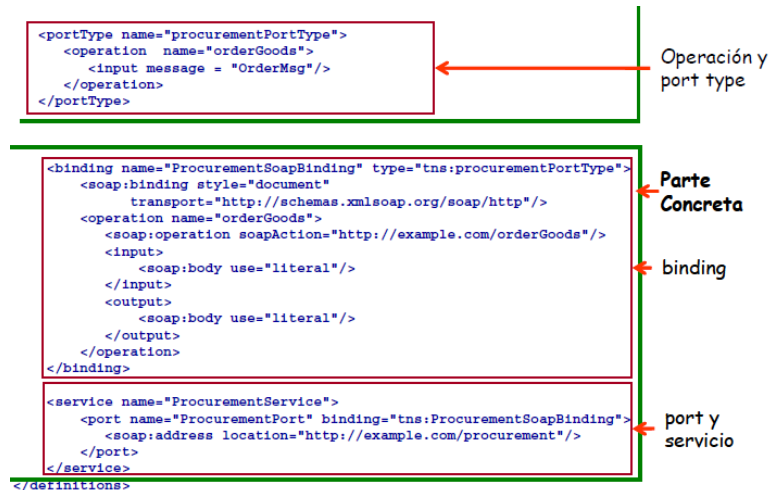 <portType name="procurementPortType">
<operation name="orderGoods">
<input message = "OrderMsg"/>
</operation>
</portType>
Operación y
port type
<binding name="ProcurementSoapBinding" type="tns:procurementPortType">
<soap:binding style="document"
transport="http://schemas.xmlsoap.org/soap/http"/>
<operation name="orderGoods">
<soap:operation soapAction="http://example.com/orderGoods"/>
<input>
<soap:body use="literal"/>
</input>
<output>
<soap:body use="literal"/>
</output>
</operation>
</binding>
Parte
Concreta
binding
<service name="ProcurementService">
<port name="ProcurementPort" binding="tns:ProcurementSoapBinding">
<soap:address location="http://example.com/procurement"/>
</port>
</service>
port y
servicio
</definitions>